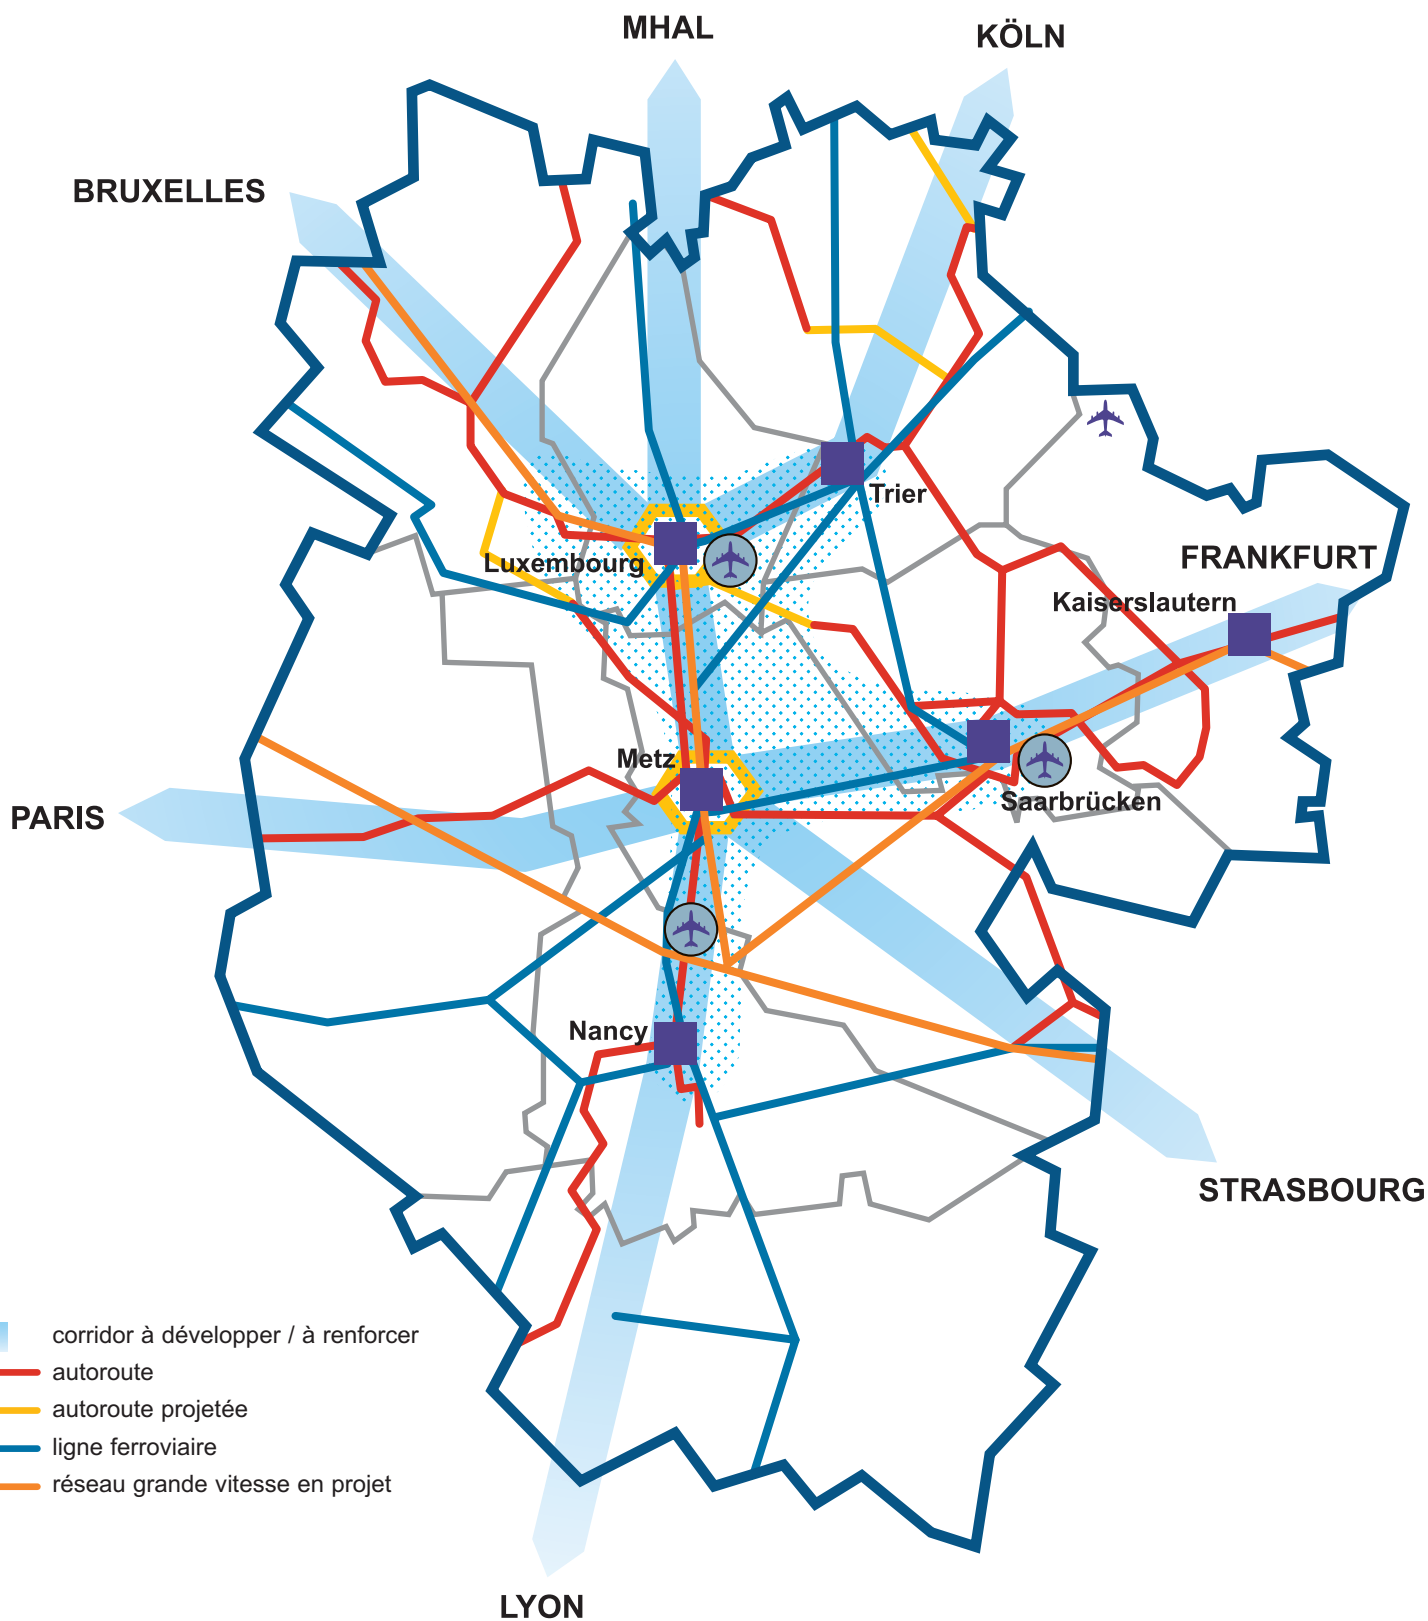 MHAL
KÖLN
BRUXELLES
Trier
Luxembourg
FRANKFURT
Kaiserslautern
Metz
Saarbrücken
PARIS
Nancy
STRASBOURG
corridor à développer / à renforcer
autoroute
autoroute projetée
ligne ferroviaire
réseau grande vitesse en projet
LYON